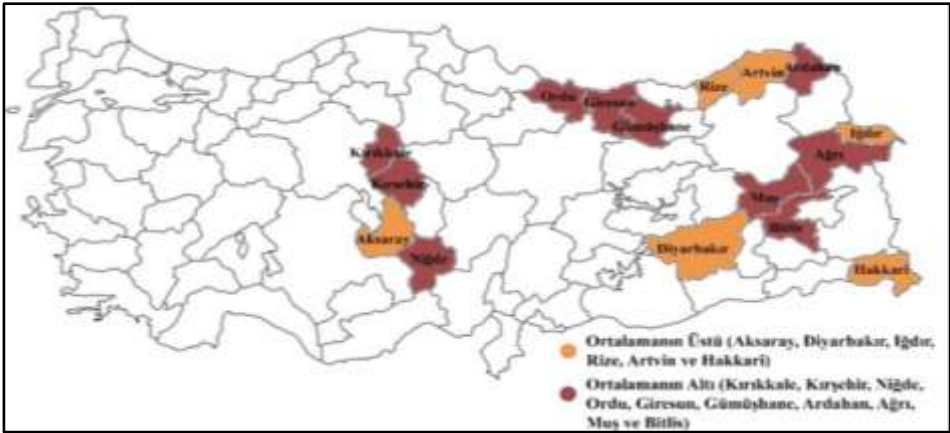 Rize
Artvin
Ardahan
Ordu
Giresun
Gümüşhane
Iğdır
Ağrı
Kırıkkale
Kırşehir
Muş
Bitlis
Aksaray
Niğde
Diyarbakır
Hakkari
Ortalamanın Üstü (Aksaray, Diyarbakır, Iğdır,
Rize, Artvin ve Hakkari)
Ortalamanın Altı (Kırıkkale, Kırşehir, Niğde,
Ordu, Giresun, Gümüşhane, Ardahan, Ağrı,
Muş ve Bitlis)